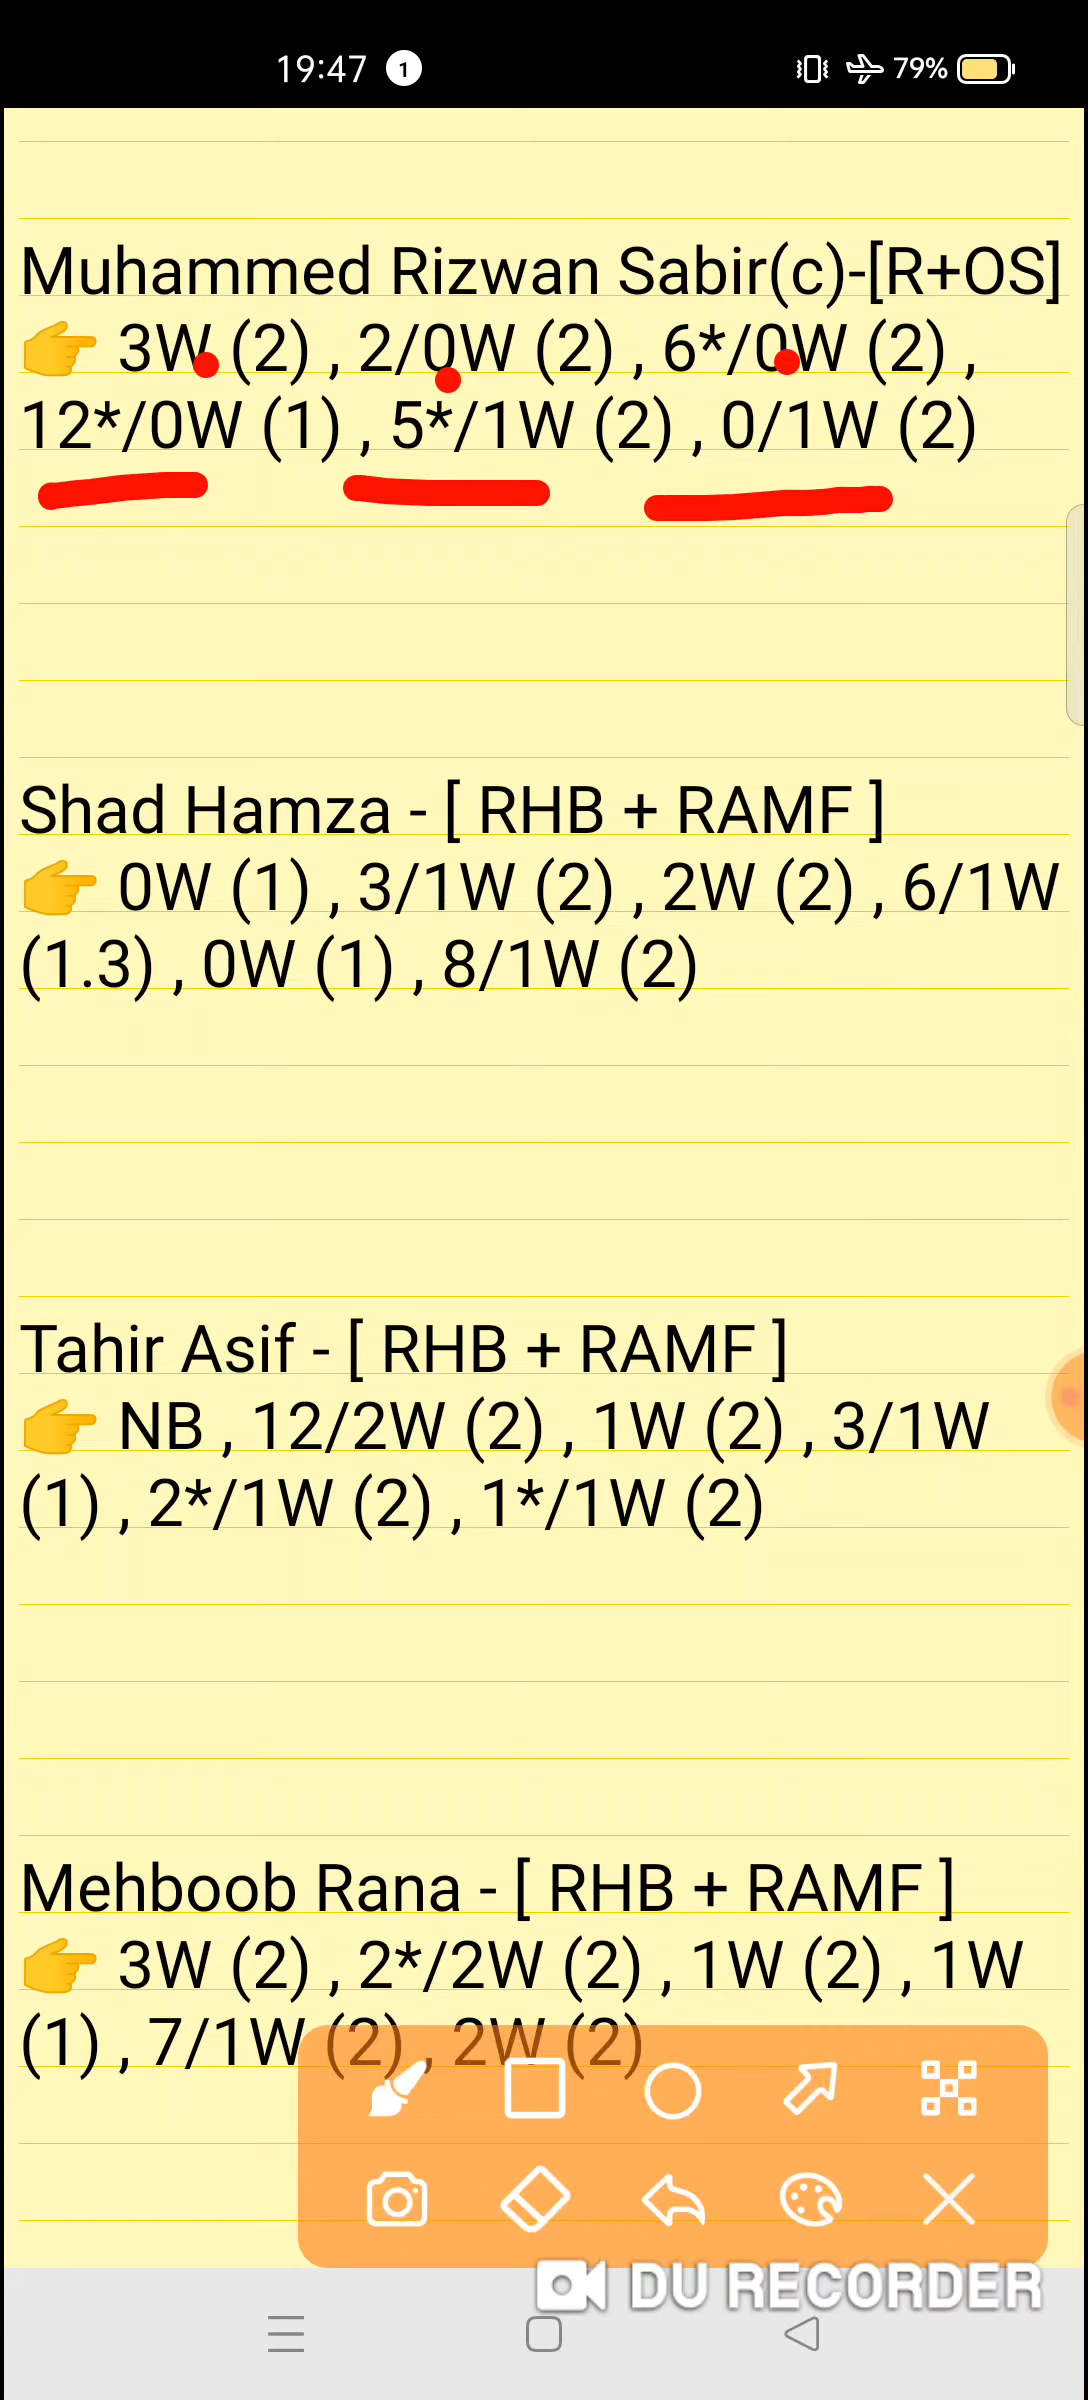 19:47 1 79%
Muhammed Rizwan Sabir(c)-[R+OS]
👉 3W (2) , 2/0W (2) , 6*/0W (2) ,
12*/0W (1) , 5*/1W (2) , 0/1W (2)
Shad Hamza - [ RHB + RAMF ]
👉 0W (1) , 3/1W (2) , 2W (2) , 6/1W
(1.3) , 0W (1) , 8/1W (2)
Tahir Asif - [ RHB + RAMF ]
👉 NB , 12/2W (2) , 1W (2) , 3/1W
(1) , 2*/1W (2) , 1*/1W (2)
Mehboob Rana - [ RHB + RAMF ]
👉 3W (2) , 2*/2W (2) , 1W (2) , 1W
(1) , 7/1W (2) , 2W (2)
DU RECORDER